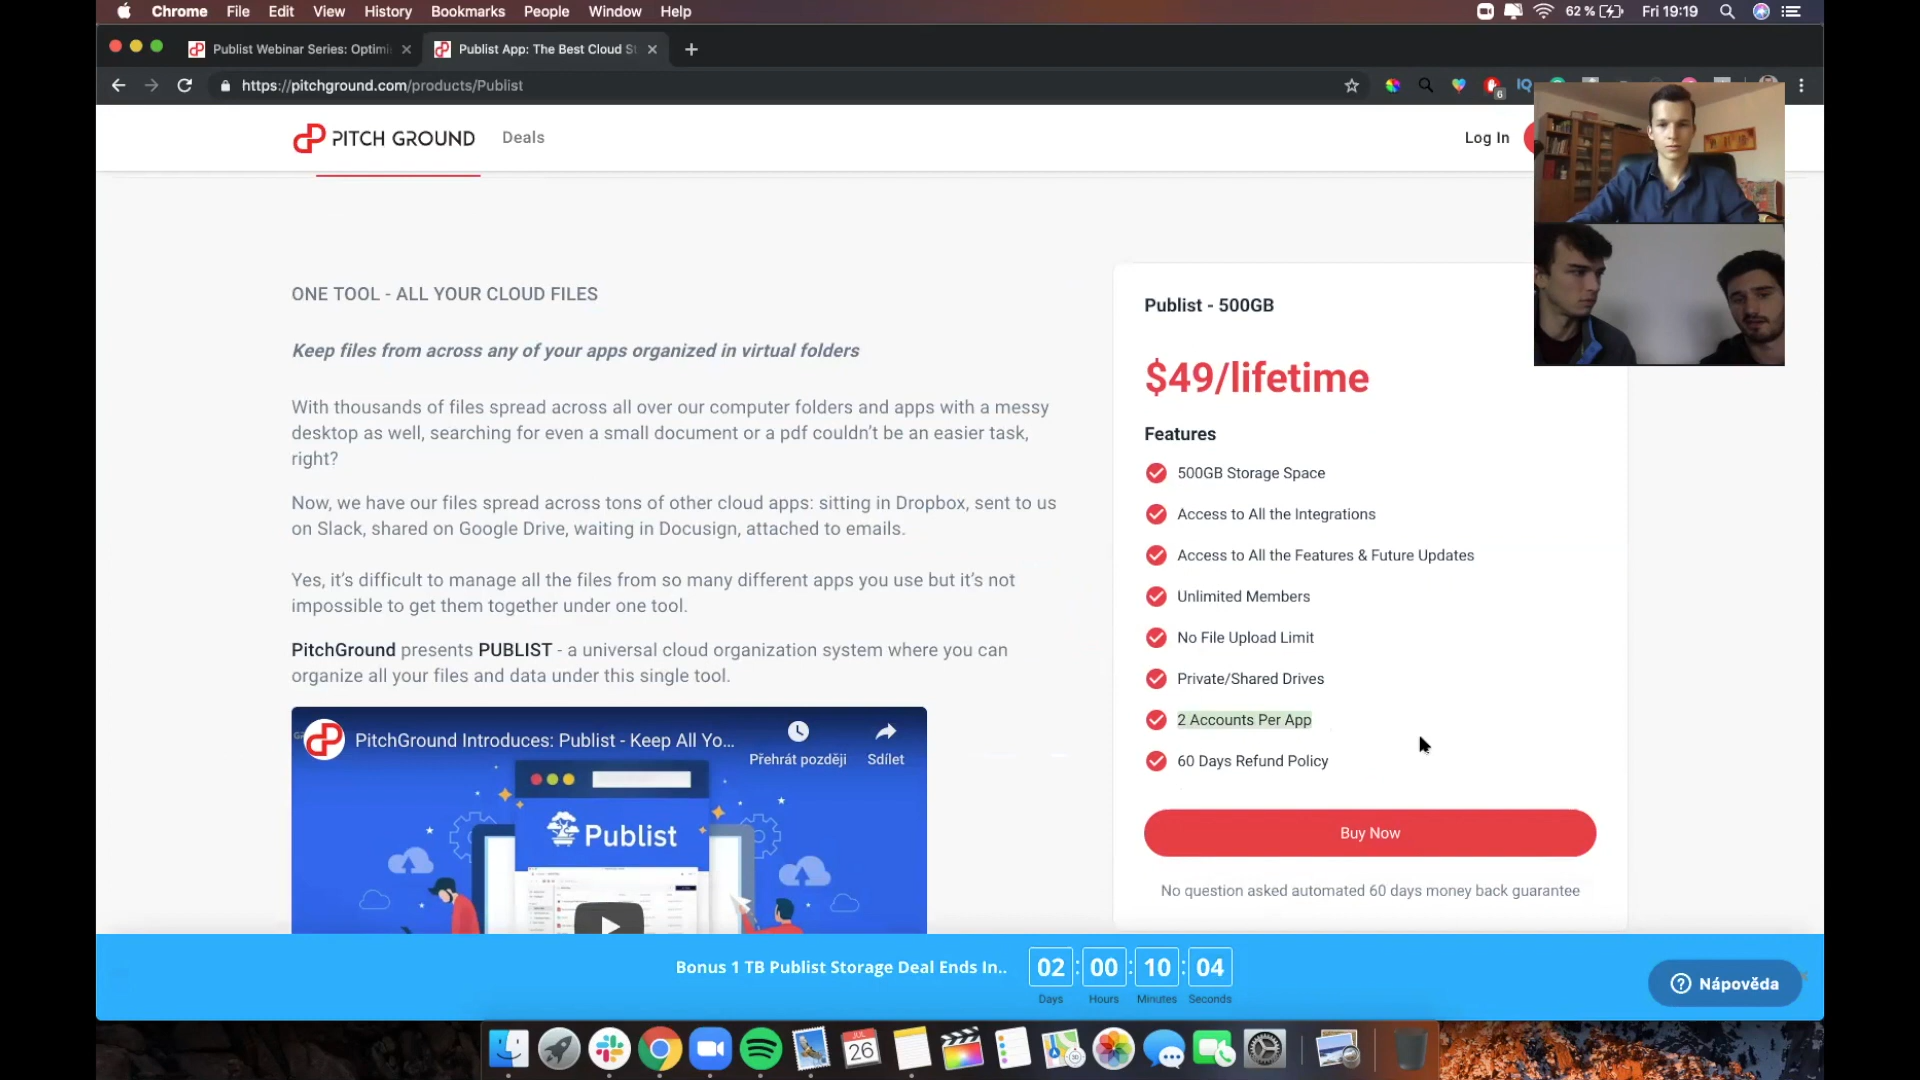 Chrome File Edit View History Bookmarks People Window Help
62 % Fri 19:19
Publist Webinar Series: Optimi
Publist App: The Best Cloud St
https://pitchground.com/products/Publist
6
IQ
PITCH GROUND
Deals
Log In
ONE TOOL - ALL YOUR CLOUD FILES
Keep files from across any of your apps organized in virtual folders
With thousands of files spread across all over our computer folders and apps with a messy
desktop as well, searching for even a small document or a pdf couldn't be an easier task,
right?
Now, we have our files spread across tons of other cloud apps: sitting in Dropbox, sent to us
on Slack, shared on Google Drive, waiting in Docusign, attached to emails.
Yes, it's difficult to manage all the files from so many different apps you use but it's not
impossible to get them together under one tool.
PitchGround presents PUBLIST - a universal cloud organization system where you can
organize all your files and data under this single tool.
PitchGround Introduces: Publist - Keep All Yo...
Přehrát později
Sdílet
Publist
Publist - 500GB
$49/lifetime
Features
500GB Storage Space
Access to All the Integrations
Access to All the Features & Future Updates
Unlimited Members
No File Upload Limit
Private/Shared Drives
2 Accounts Per App
60 Days Refund Policy
Buy Now
No question asked automated 60 days money back guarantee
Bonus 1 TB Publist Storage Deal Ends In..
02 : 00 : 10 : 04
Days Hours Minutes Seconds
Nápověda
JUL
26